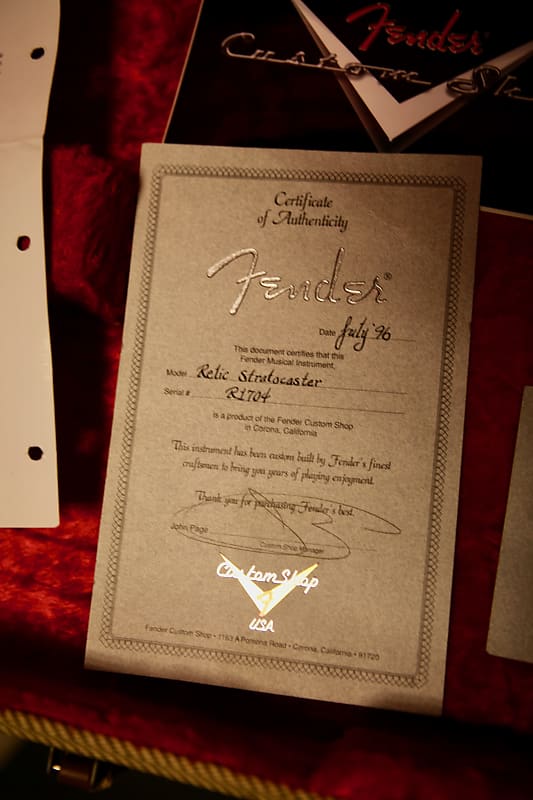 Fender
Custom Sh
Certificate
of Authenticity
Fender®
Date July '96
This document certifies that this
Fender Musical Instrument,
Model Relic Stratocaster
Serial # R1704
is a product of the Fender Custom Shop
in Corona, California
This instrument has been custom built by Fender's finest
craftsmen to bring you years of playing enjoyment.
Thank you for purchasing Fender's best.
John Page
Custom Shop Manager
Custom Shop
USA
Fender Custom Shop • 1163 A Pomona Road • Corona, California • 91720